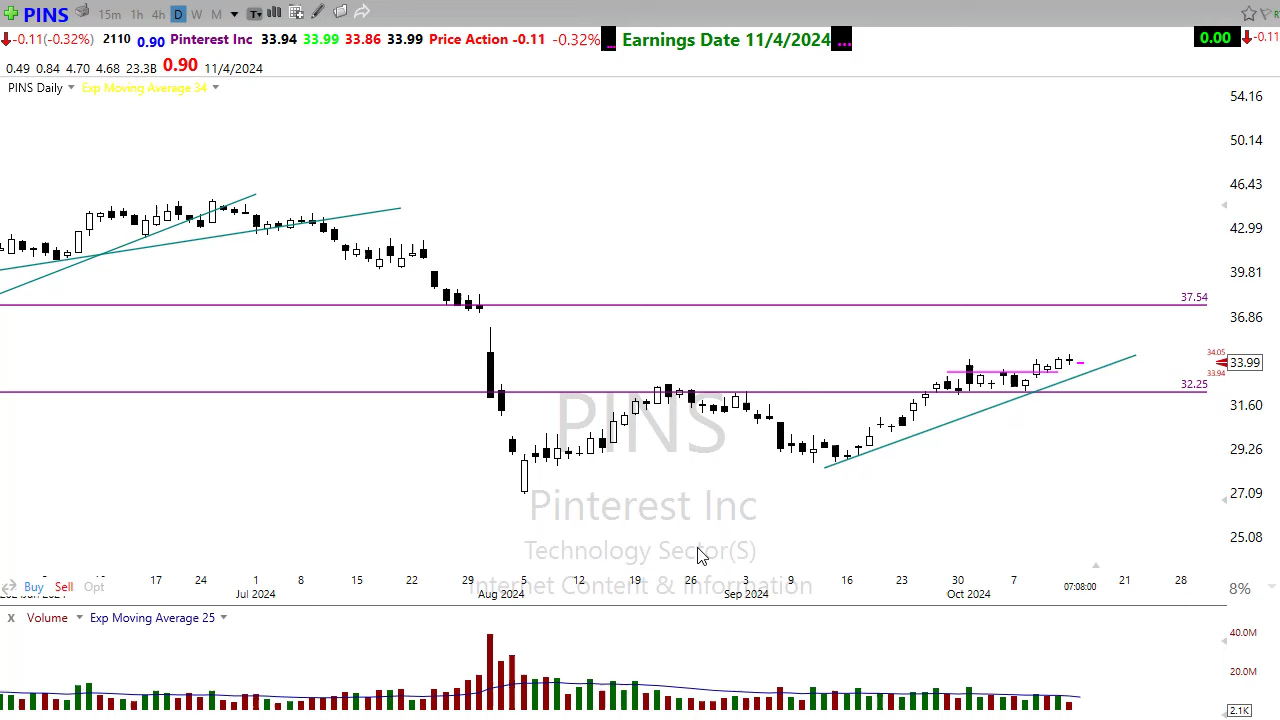 PINS 15m 1h 4h D W M T
-0.11(-0.32%) 2110 0.90 Pinterest Inc 33.94 33.99 33.86 33.99 Price Action -0.11 -0.32% ... Earnings Date 11/4/2024 ... 0.00 -0.11
0.49 0.84 4.70 4.68 23.3B 0.90 11/4/2024
PINS Daily Exp Moving Average 34
54.16
50.14
46.43
42.99
39.81
37.54
36.86
34.05
33.99
33.94
32.25
31.60
PINS
29.26
27.09
Pinterest Inc
25.08
Technology Sector(S)
Internet Content & Information
17 24 1 8 15 22 29 5 12 19 26 3 9 16 23 30 7 07:08:00 21 28
Buy Sell Opt 8%
Jul 2024 Aug 2024 Sep 2024 Oct 2024
X Volume Exp Moving Average 25
40.0M
20.0M
2.1K